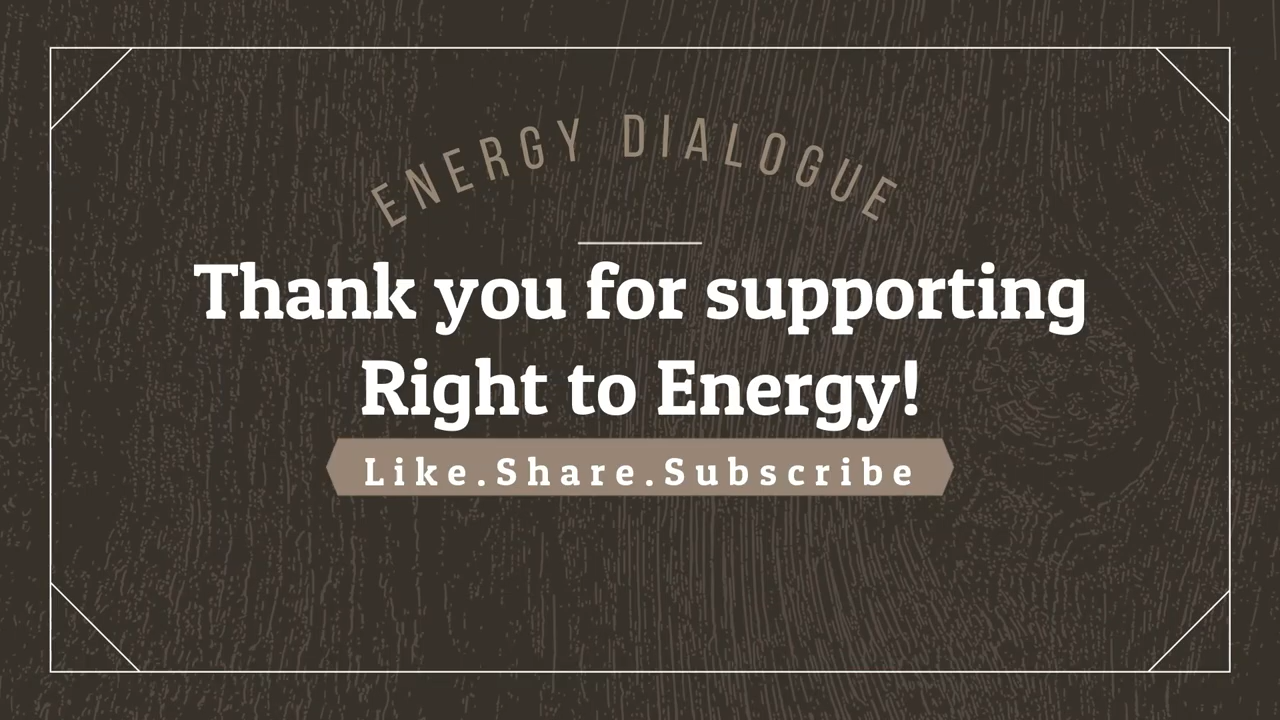 ENERGY DIALOGUE
Thank you for supporting
Right to Energy!
Like.Share.Subscribe